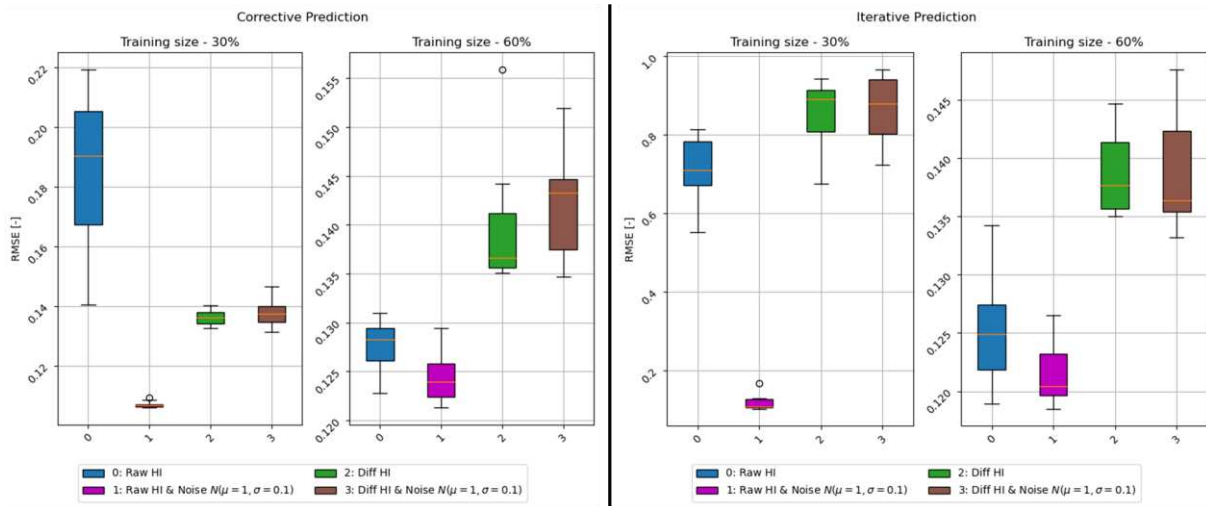 Corrective Prediction
Training size - 30%
Training size - 60%
RMSE [-]
0.22
0.20
0.18
0.16
0.14
0.12
0 1 2 3
0.155
0.150
0.145
0.140
0.135
0.130
0.125
0.120
0 1 2 3
0: Raw HI
1: Raw HI & Noise N(μ = 1, σ = 0.1)
2: Diff HI
3: Diff HI & Noise N(μ = 1, σ = 0.1)
Iterative Prediction
Training size - 30%
Training size - 60%
RMSE [-]
1.0
0.8
0.6
0.4
0.2
0 1 2 3
0.145
0.140
0.135
0.130
0.125
0.120
0 1 2 3
0: Raw HI
1: Raw HI & Noise N(μ = 1, σ = 0.1)
2: Diff HI
3: Diff HI & Noise N(μ = 1, σ = 0.1)